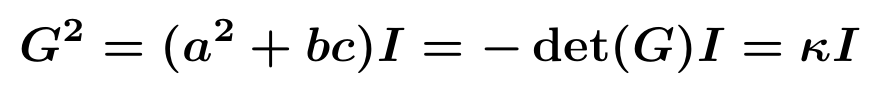 G² = (a² + bc)I = − det(G)I = κI